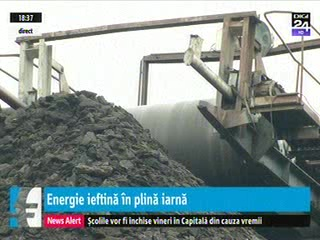 18:37
direct
DIGI
24
HD
Energie ieftină în plină iarnă
News Alert
Școlile vor fi închise vineri în Capitală din cauza vremii